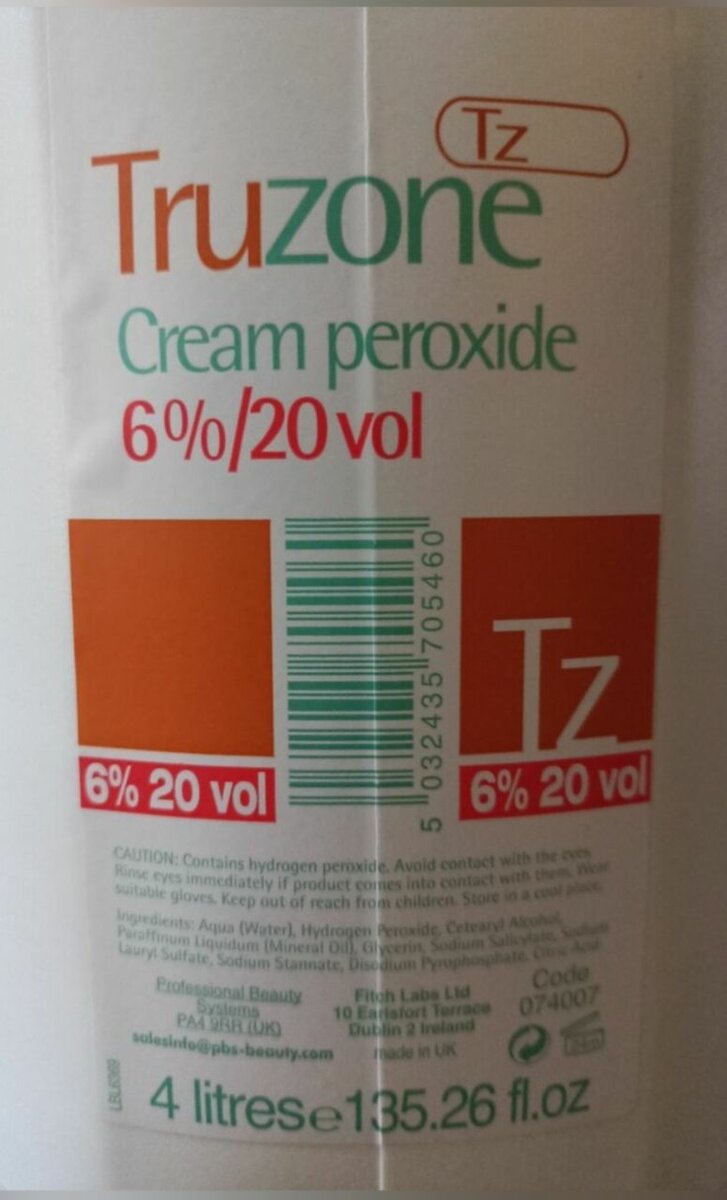 Tz
Truzone
Cream peroxide
6%/20 vol
5 032435 705460
Tz
6% 20 vol
6% 20 vol
CAUTION: Contains hydrogen peroxide. Avoid contact with the eyes.
Rinse eyes immediately if product comes into contact with them. Wear
suitable gloves. Keep out of reach from children. Store in a cool place.
Ingredients: Aqua (Water), Hydrogen Peroxide, Cetearyl Alcohol,
Paraffinum Liquidum (Mineral Oil), Glycerin, Sodium Salicylate, Sodium
Lauryl Sulfate, Sodium Stannate, Disodium Pyrophosphate, Citric Acid
Professional Beauty
Systems
PA4 9RR (UK)
salesinfo@pbs-beauty.com
Fitch Labs Ltd
10 Earlsfort Terrace
Dublin 2 Ireland
made in UK
Code
074007
LBL6369
4 litres e 135.26 fl.oz